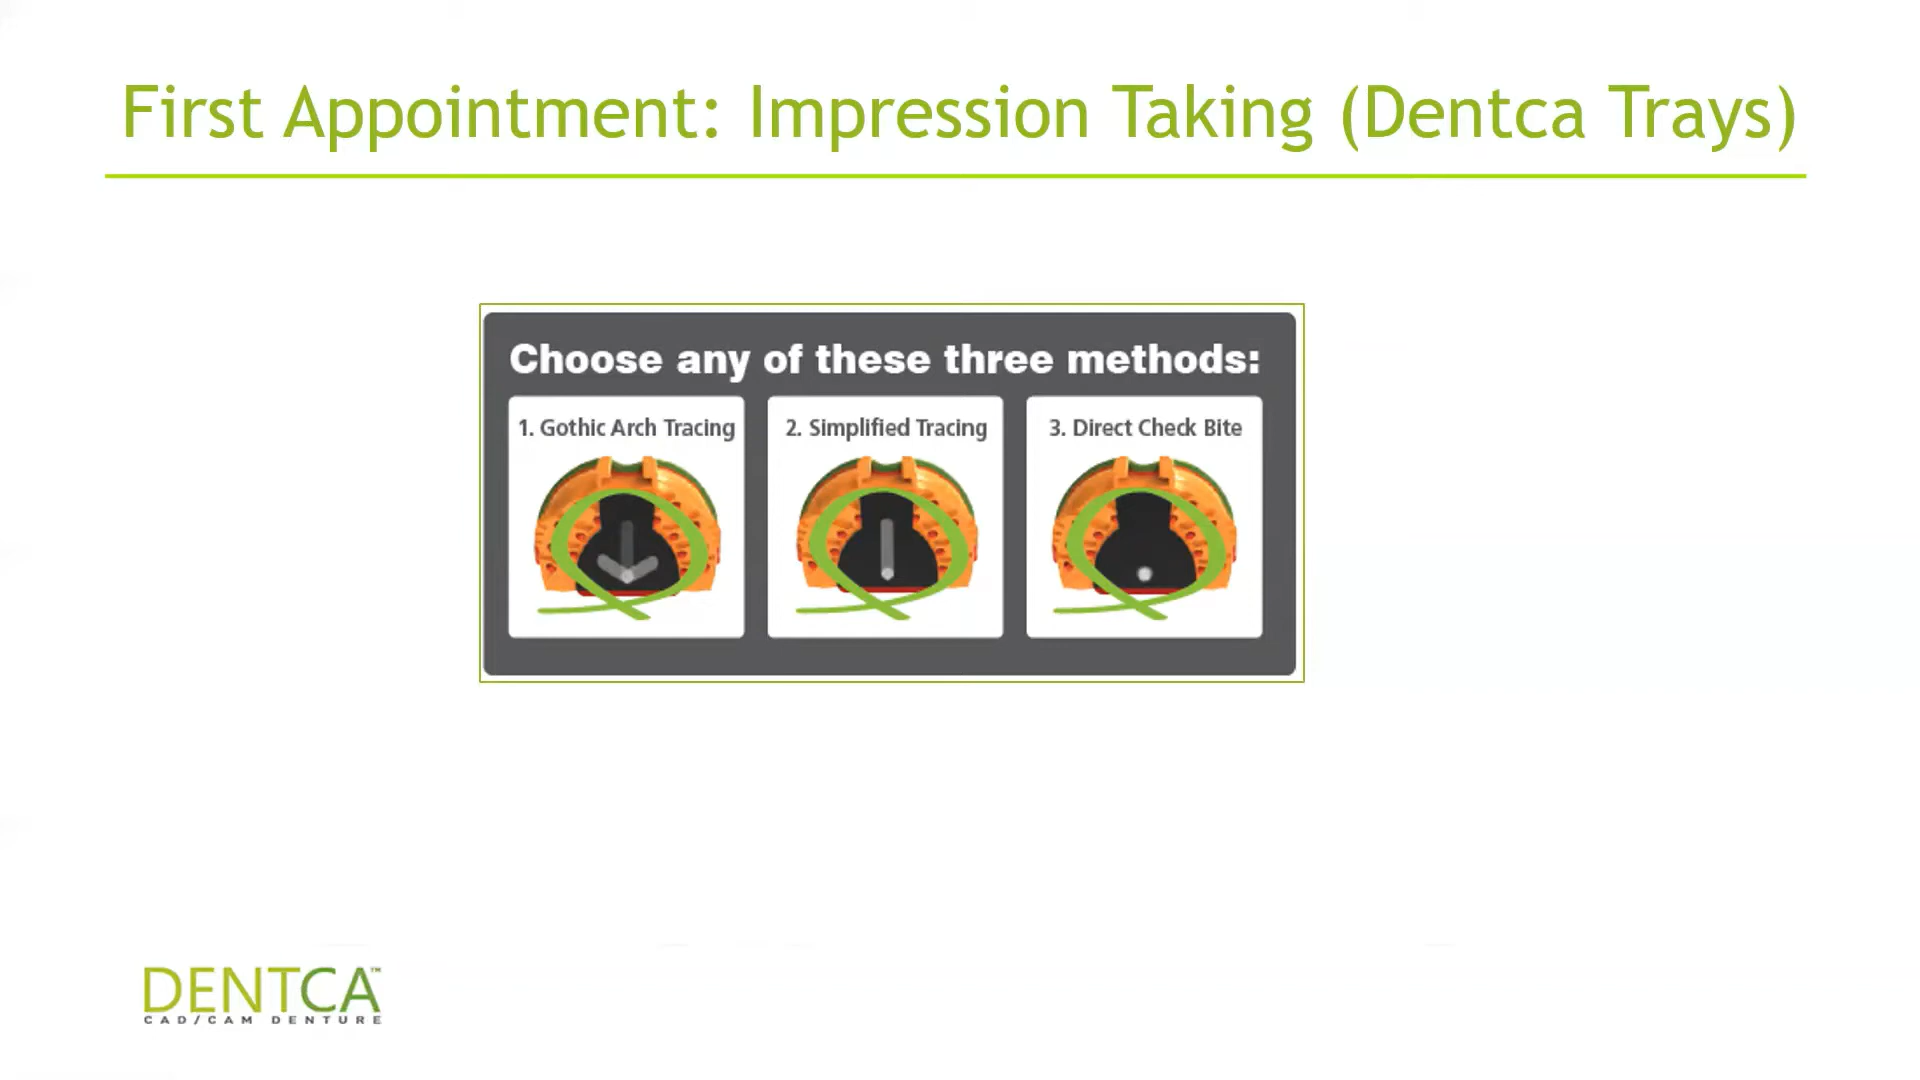 First Appointment: Impression Taking (Dentca Trays)
Choose any of these three methods:
1. Gothic Arch Tracing
2. Simplified Tracing
3. Direct Check Bite
DENTCA™
CAD/CAM DENTURE